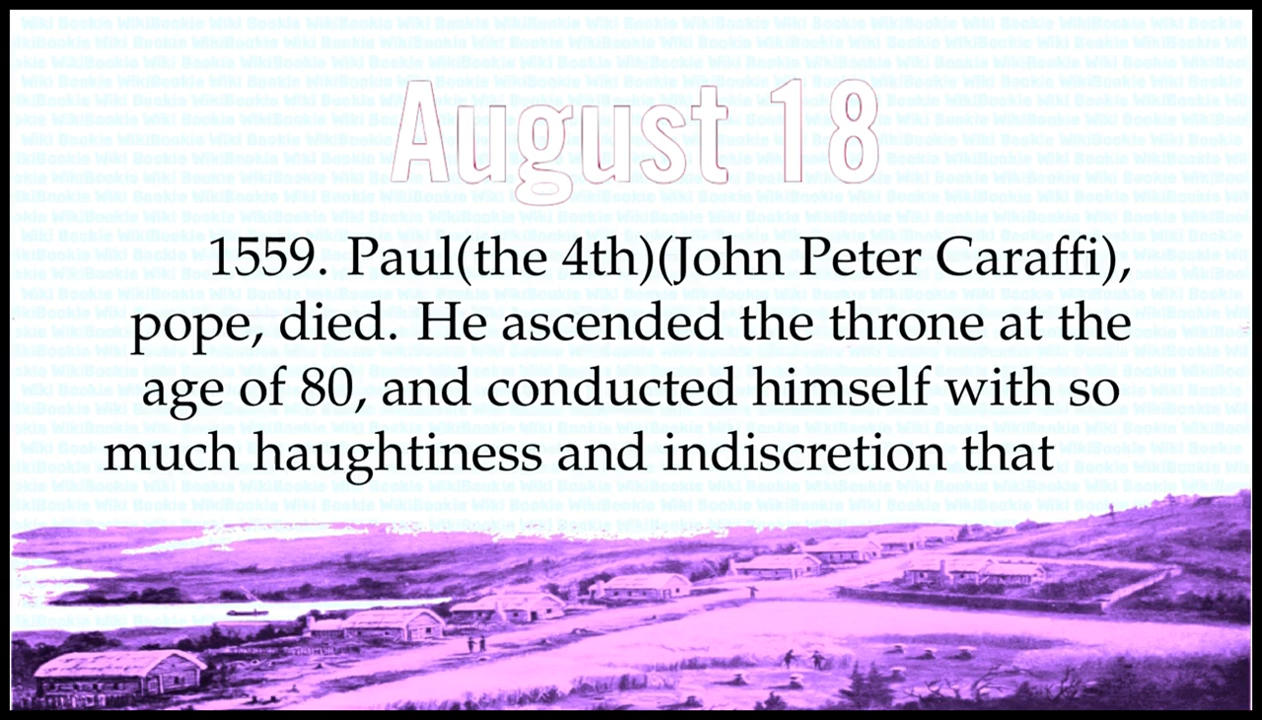 August 18
1559. Paul(the 4th)(John Peter Caraffi),
pope, died. He ascended the throne at the
age of 80, and conducted himself with so
much haughtiness and indiscretion that